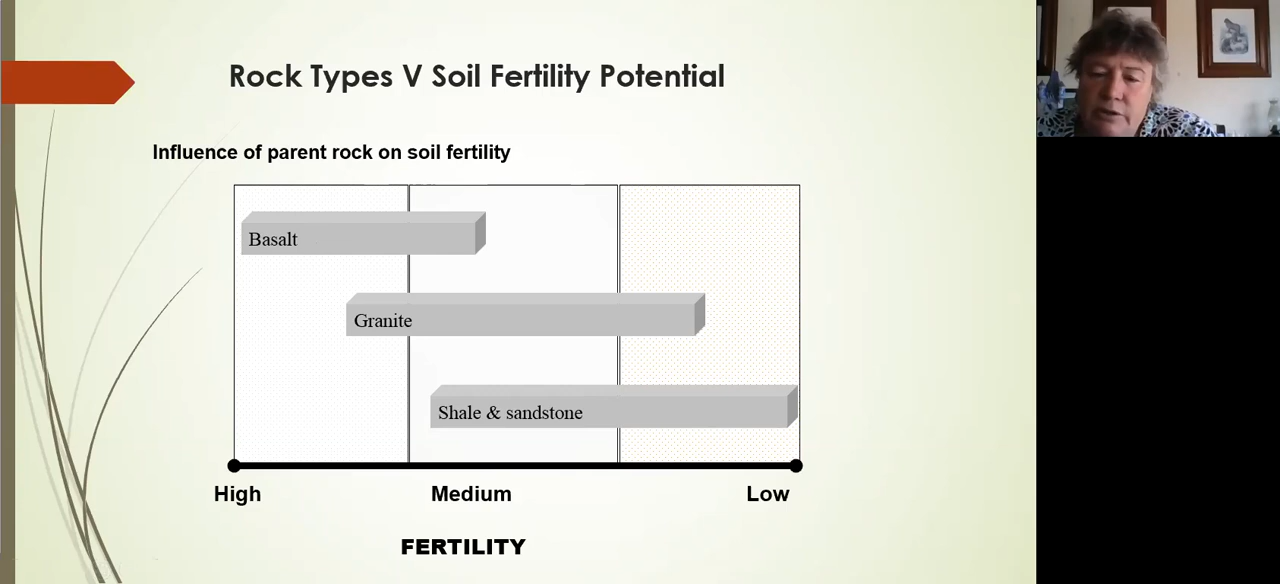 Rock Types V Soil Fertility Potential
Influence of parent rock on soil fertility
Basalt
Granite
Shale & sandstone
High Medium Low
FERTILITY